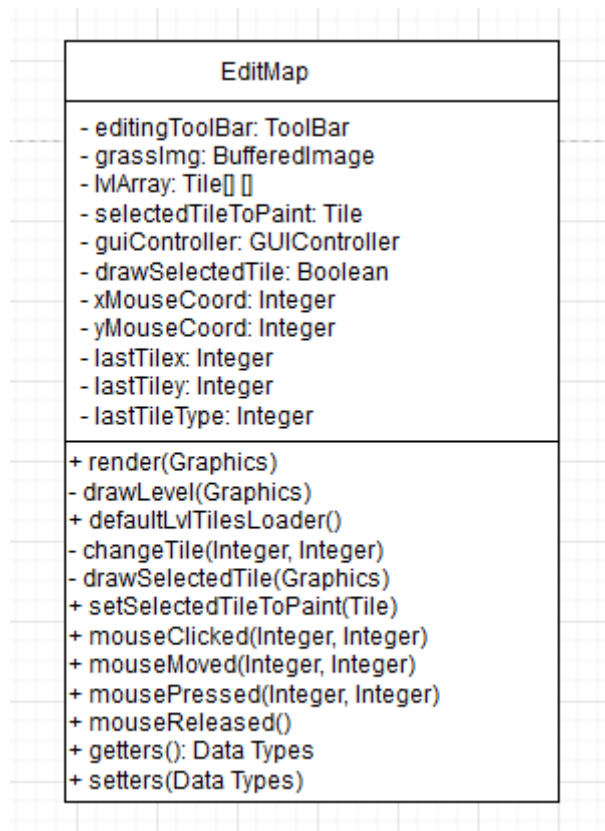 EditMap
- editingToolBar: ToolBar
- grassImg: BufferedImage
- lvlArray: Tile[] []
- selectedTileToPaint: Tile
- guiController: GUIController
- drawSelectedTile: Boolean
- xMouseCoord: Integer
- yMouseCoord: Integer
- lastTilex: Integer
- lastTiley: Integer
- lastTileType: Integer
+ render(Graphics)
- drawLevel(Graphics)
+ defaultLvlTilesLoader()
- changeTile(Integer, Integer)
- drawSelectedTile(Graphics)
+ setSelectedTileToPaint(Tile)
+ mouseClicked(Integer, Integer)
+ mouseMoved(Integer, Integer)
+ mousePressed(Integer, Integer)
+ mouseReleased()
+ getters(): Data Types
+ setters(Data Types)